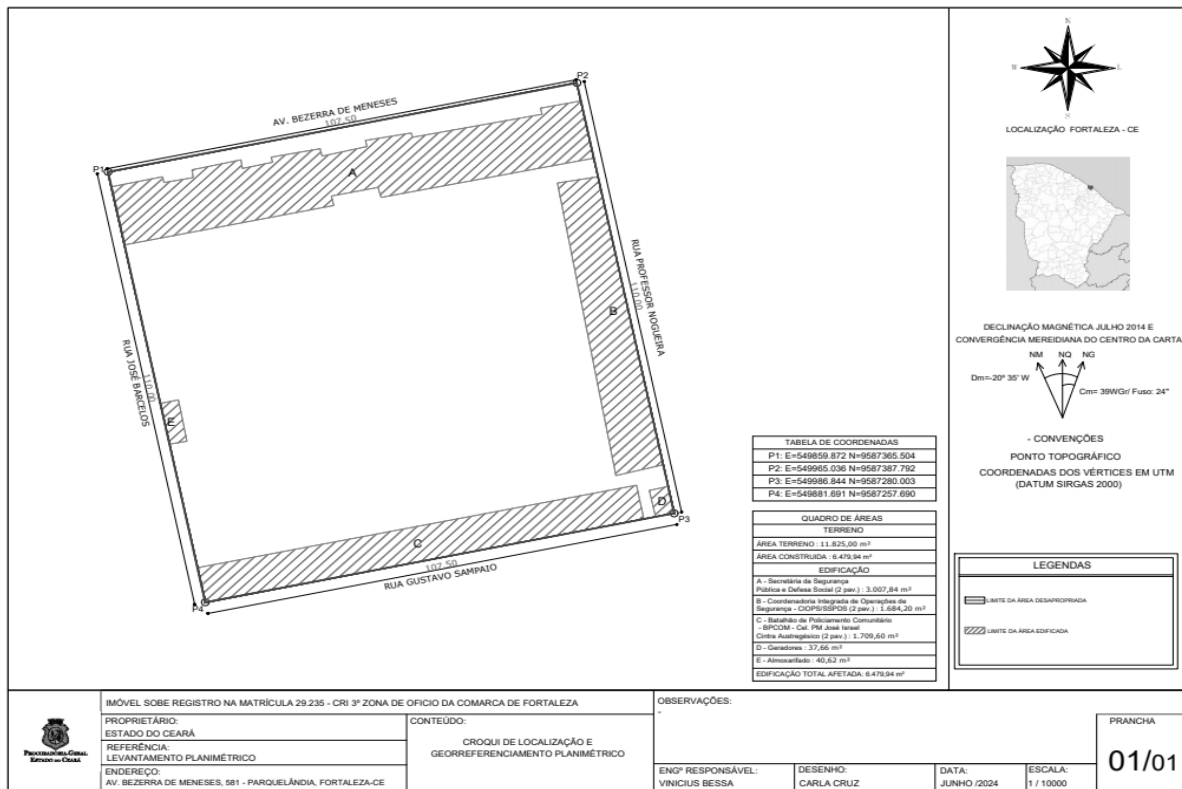 P2
AV. BEZERRA DE MENESES
107,50
P1
A
RUA PROFESSOR NOGUEIRA
110,00
B
RUA JOSÉ BARCELOS
110,00
E
D
P3
C
107,50
RUA GUSTAVO SAMPAIO
P4
N
W
L
S
LOCALIZAÇÃO FORTALEZA - CE
DECLINAÇÃO MAGNÉTICA JULHO 2014 E
CONVERGÊNCIA MEREIDIANA DO CENTRO DA CARTA
NM NQ NG
Dm=-20º 35' W
Cm= 39WGr/ Fuso: 24"
- CONVENÇÕES
PONTO TOPOGRÁFICO
COORDENADAS DOS VÉRTICES EM UTM
(DATUM SIRGAS 2000)
TABELA DE COORDENADAS
P1: E=549859.872 N=9587365.504
P2: E=549965.036 N=9587387.792
P3: E=549986.844 N=9587280.003
P4: E=549881.691 N=9587257.690
QUADRO DE ÁREAS
TERRENO
ÁREA TERRENO : 11.825,00 m²
ÁREA CONSTRUIDA : 6.479,94 m²
EDIFICAÇÃO
A - Secretária da Segurança
Pública e Defesa Social (2 pav.) : 3.007,84 m²
B - Coordenadoria Integrada de Operações de
Segurança - CIOPS/SSPDS (2 pav.) : 1.684,20 m²
C - Batalhão de Policiamento Comunitário
- BPCOM - Cel. PM José Israel
Cintra Austregésico (2 pav.) : 1.709,60 m²
D - Geradores : 37,66 m²
E - Almoxarifado : 40,62 m²
EDIFICAÇÃO TOTAL AFETADA: 6.479,94 m²
LEGENDAS
LIMITE DA ÁREA DESAPROPRIADA
LIMITE DA ÁREA EDIFICADA
PROCURADORIA-GERAL
ESTADO DO CEARÁ
IMÓVEL SOBE REGISTRO NA MATRÍCULA 29.235 - CRI 3ª ZONA DE OFICIO DA COMARCA DE FORTALEZA
PROPRIETÁRIO:
ESTADO DO CEARÁ
REFERÊNCIA:
LEVANTAMENTO PLANIMÉTRICO
ENDEREÇO:
AV. BEZERRA DE MENESES, 581 - PARQUELÂNDIA, FORTALEZA-CE
CONTEÚDO:
CROQUI DE LOCALIZAÇÃO E
GEORREFERENCIAMENTO PLANIMÉTRICO
OBSERVAÇÕES:
-
ENGº RESPONSÁVEL:
VINICIUS BESSA
DESENHO:
CARLA CRUZ
DATA:
JUNHO /2024
ESCALA:
1 / 10000
PRANCHA
01/01